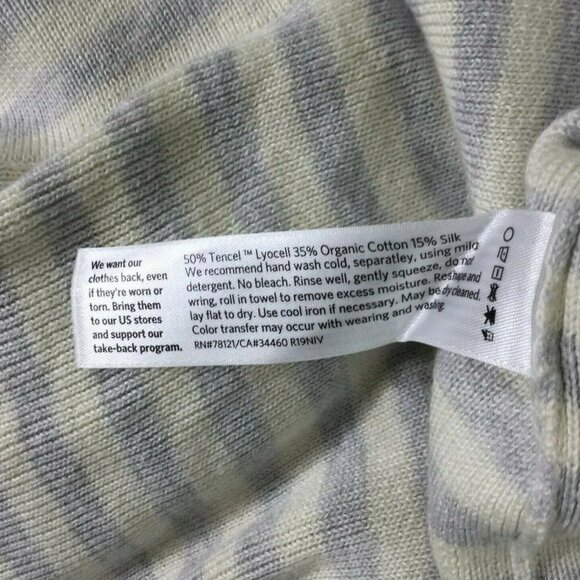 We want our
clothes back, even
if they're worn or
torn. Bring them
to our US stores
and support our
take-back program.
50% Tencel™ Lyocell 35% Organic Cotton 15% Silk
We recommend hand wash cold, separatley, using mild
detergent. No bleach. Rinse well, gently squeeze, do not
wring, roll in towel to remove excess moisture. Reshape and
lay flat to dry. Use cool iron if necessary. May be dry cleaned.
Color transfer may occur with wearing and washing.
RN#78121/CA#34460 R19NIV